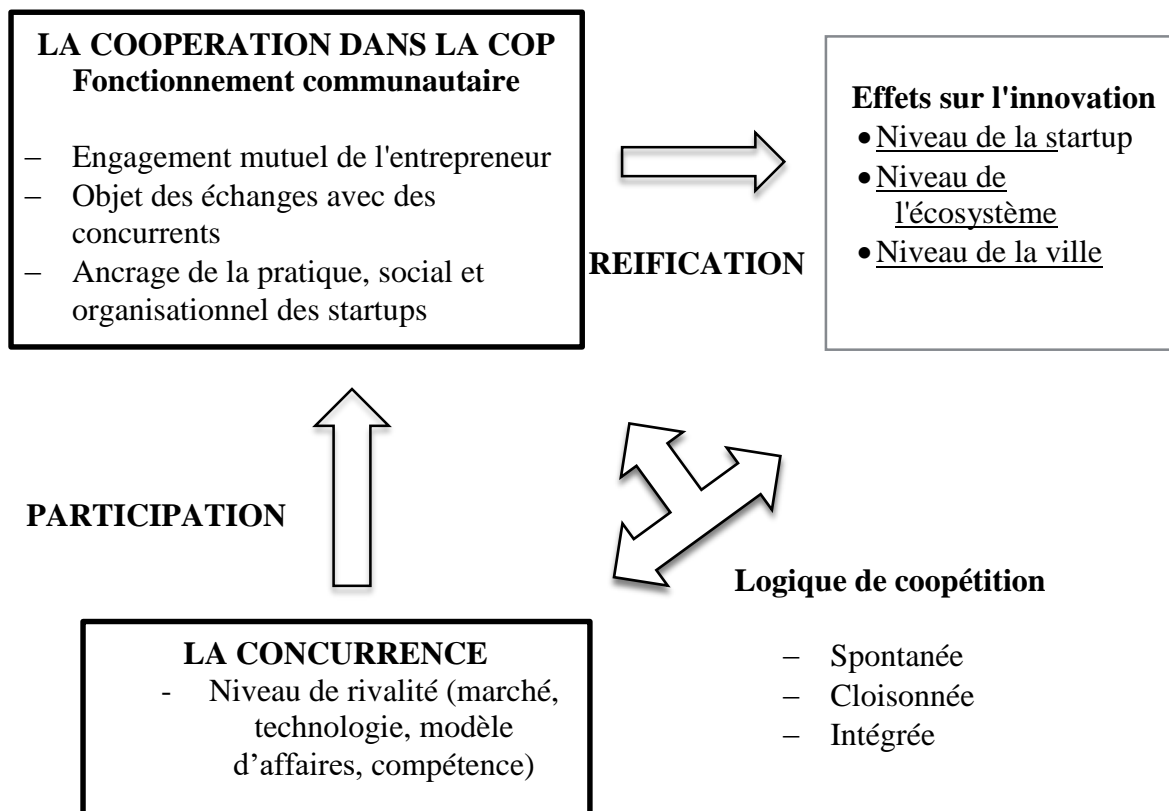 LA COOPERATION DANS LA COP
Fonctionnement communautaire
– Engagement mutuel de l'entrepreneur
– Objet des échanges avec des
concurrents
– Ancrage de la pratique, social et
organisationnel des startups
REIFICATION
Effets sur l'innovation
• Niveau de la startup
• Niveau de
l'écosystème
• Niveau de la ville
PARTICIPATION
LA CONCURRENCE
- Niveau de rivalité (marché,
technologie, modèle
d’affaires, compétence)
Logique de coopétition
– Spontanée
– Cloisonnée
– Intégrée